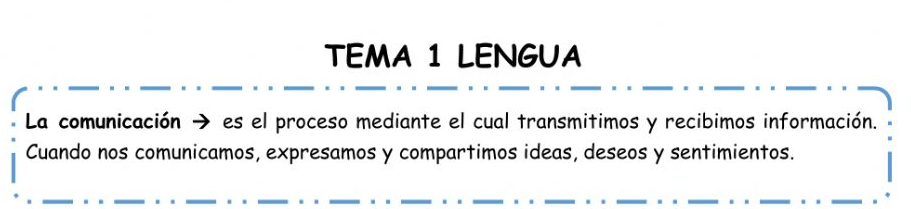 TEMA 1 LENGUA
La comunicación → es el proceso mediante el cual transmitimos y recibimos información.
Cuando nos comunicamos, expresamos y compartimos ideas, deseos y sentimientos.